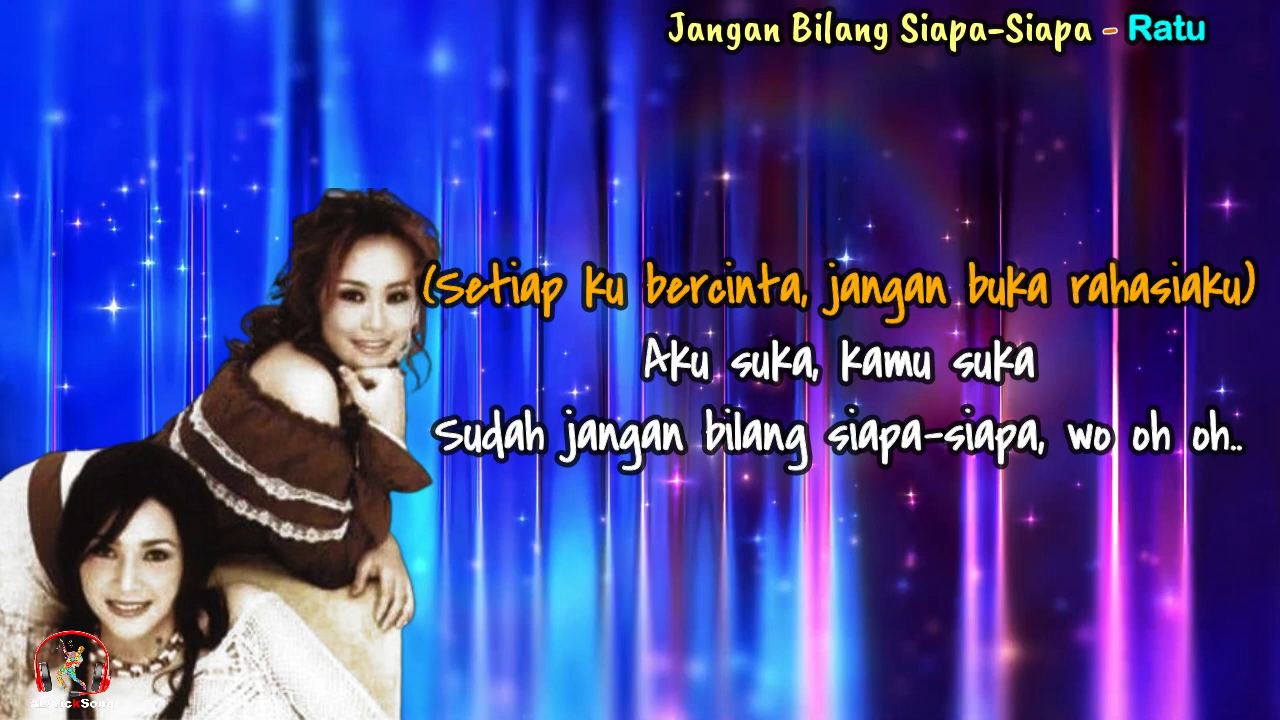 Jangan Bilang Siapa-Siapa - Ratu
(Setiap ku bercinta, jangan buka rahasiaku)
Aku suka, kamu suka
Sudah jangan bilang siapa-siapa, wo oh oh..